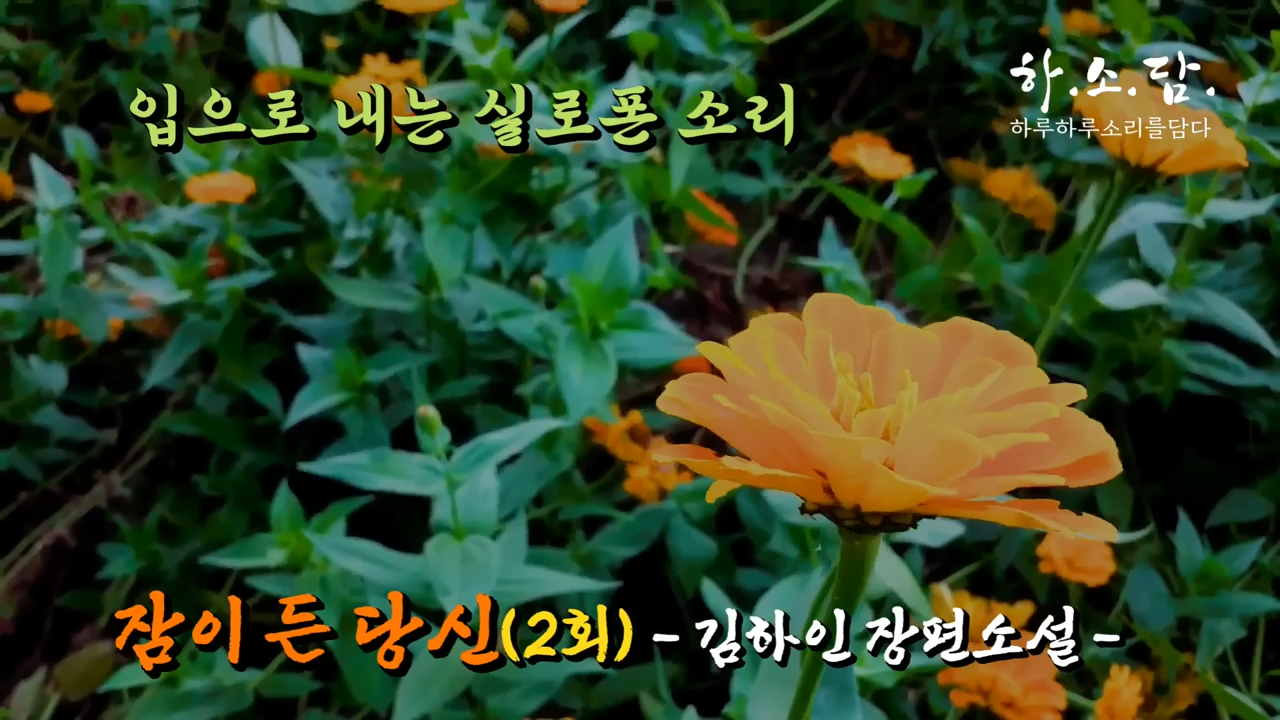 입으로 내는 실로폰 소리
하.소.담.
하루하루소리를담다
잠이 든 당신(2회) - 김하인 장편소설 -